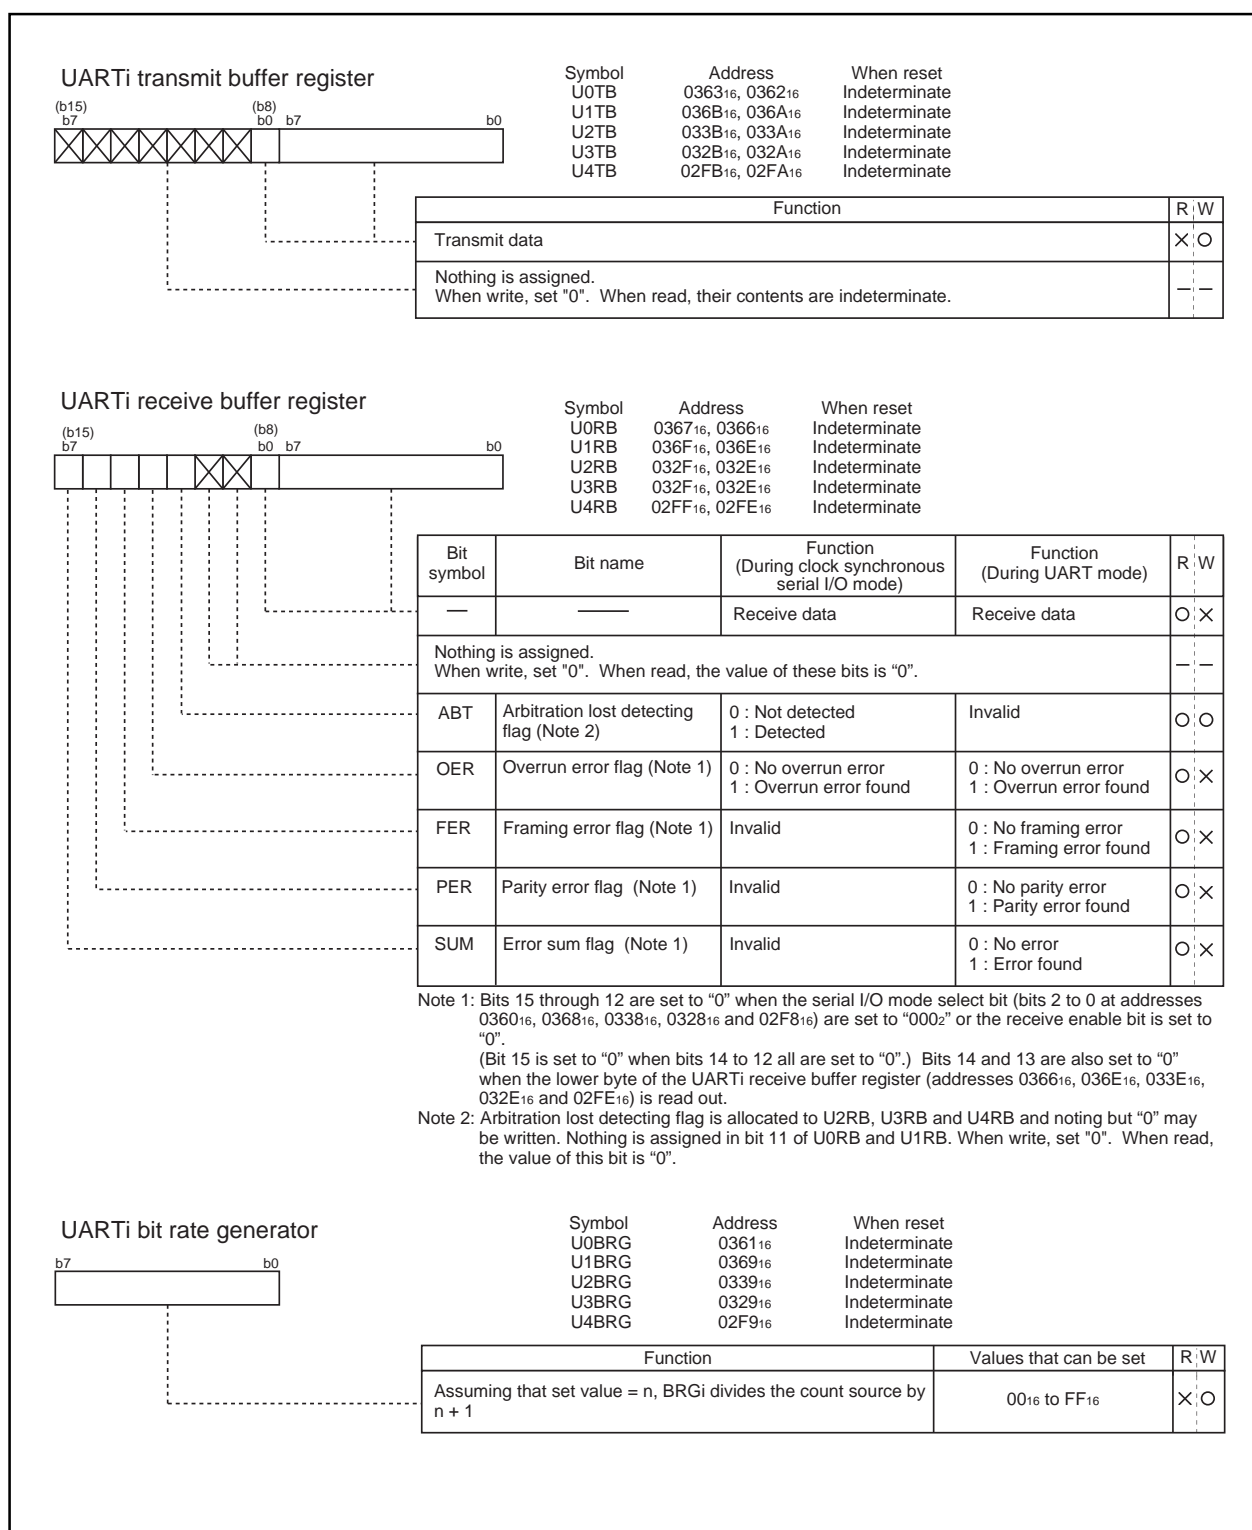 UARTi transmit buffer register
Symbol Address When reset
U0TB 036316, 036216 Indeterminate
U1TB 036B16, 036A16 Indeterminate
U2TB 033B16, 033A16 Indeterminate
U3TB 032B16, 032A16 Indeterminate
U4TB 02FB16, 02FA16 Indeterminate
(b15) (b8)
b7 b0 b7 b0
Function R W
Transmit data X O
Nothing is assigned.
When write, set "0". When read, their contents are indeterminate. — —
UARTi receive buffer register
Symbol Address When reset
U0RB 036716, 036616 Indeterminate
U1RB 036F16, 036E16 Indeterminate
U2RB 032F16, 032E16 Indeterminate
U3RB 032F16, 032E16 Indeterminate
U4RB 02FF16, 02FE16 Indeterminate
(b15) (b8)
b7 b0 b7 b0
Bit symbol Bit name Function (During clock synchronous serial I/O mode) Function (During UART mode) R W
— — Receive data Receive data O X
Nothing is assigned.
When write, set "0". When read, the value of these bits is “0”. — —
ABT Arbitration lost detecting flag (Note 2) 0 : Not detected 1 : Detected Invalid O O
OER Overrun error flag (Note 1) 0 : No overrun error 1 : Overrun error found 0 : No overrun error 1 : Overrun error found O X
FER Framing error flag (Note 1) Invalid 0 : No framing error 1 : Framing error found O X
PER Parity error flag (Note 1) Invalid 0 : No parity error 1 : Parity error found O X
SUM Error sum flag (Note 1) Invalid 0 : No error 1 : Error found O X
Note 1: Bits 15 through 12 are set to “0” when the serial I/O mode select bit (bits 2 to 0 at addresses
036016, 036816, 033816, 032816 and 02F816) are set to “0002” or the receive enable bit is set to
“0”.
(Bit 15 is set to “0” when bits 14 to 12 all are set to “0”.) Bits 14 and 13 are also set to “0”
when the lower byte of the UARTi receive buffer register (addresses 036616, 036E16, 033E16,
032E16 and 02FE16) is read out.
Note 2: Arbitration lost detecting flag is allocated to U2RB, U3RB and U4RB and noting but “0” may
be written. Nothing is assigned in bit 11 of U0RB and U1RB. When write, set "0". When read,
the value of this bit is “0”.
UARTi bit rate generator
Symbol Address When reset
U0BRG 036116 Indeterminate
U1BRG 036916 Indeterminate
U2BRG 033916 Indeterminate
U3BRG 032916 Indeterminate
U4BRG 02F916 Indeterminate
b7 b0
Function Values that can be set R W
Assuming that set value = n, BRGi divides the count source by
n + 1 0016 to FF16 X O